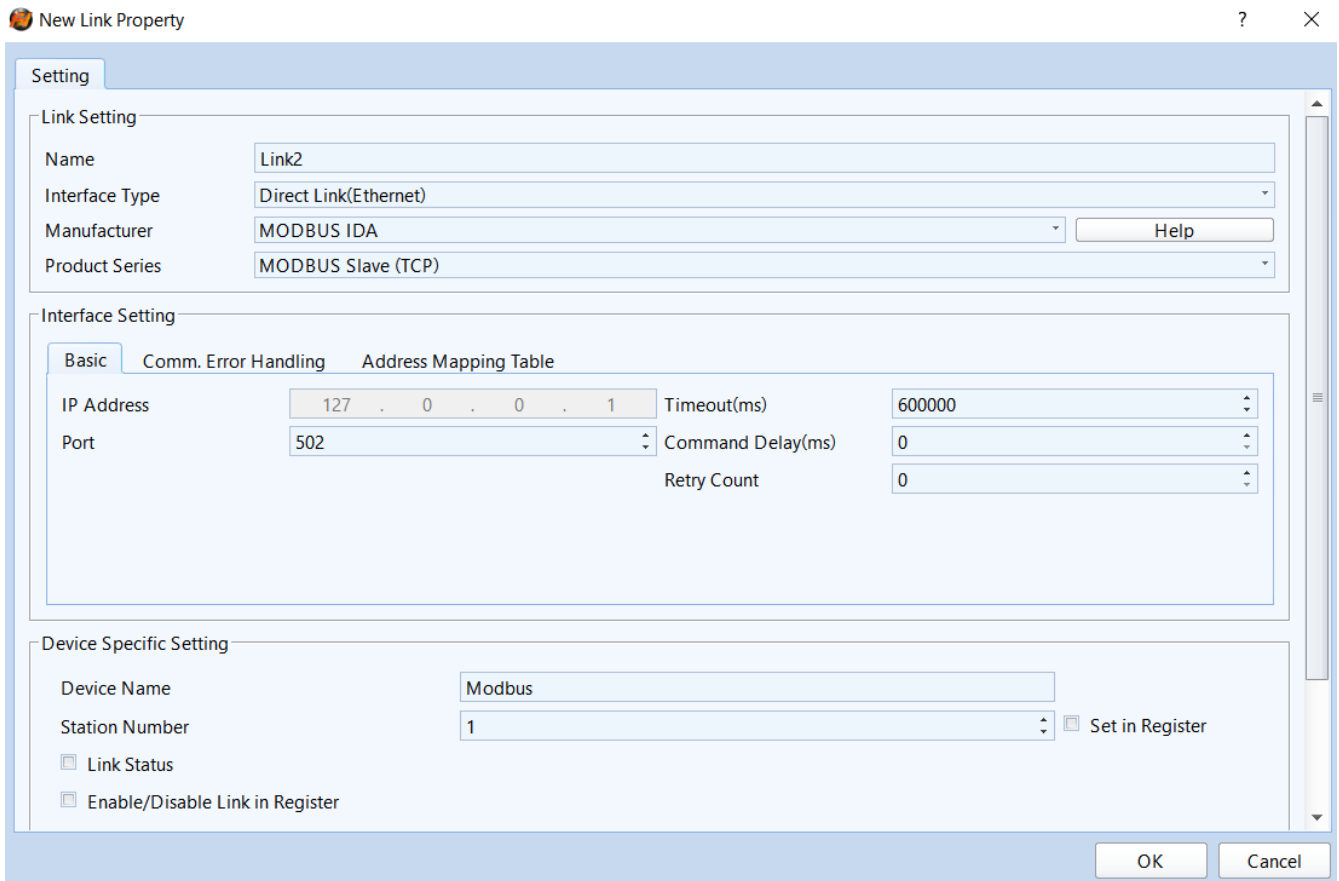 New Link Property ? ×
Setting
Link Setting
Name Link2
Interface Type Direct Link(Ethernet)
Manufacturer MODBUS IDA Help
Product Series MODBUS Slave (TCP)
Interface Setting
Basic Comm. Error Handling Address Mapping Table
IP Address 127 . 0 . 0 . 1 Timeout(ms) 600000
Port 502 Command Delay(ms) 0
Retry Count 0
Device Specific Setting
Device Name Modbus
Station Number 1 Set in Register
Link Status
Enable/Disable Link in Register
OK Cancel